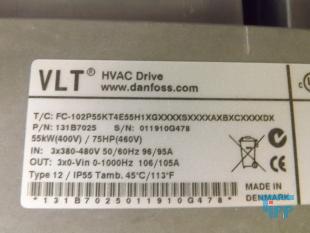 VLT® HVAC Drive
www.danfoss.com
T/C: FC-102P55KT4E55H1XGXXXXSXXXXAXBXCXXXXDX
P/N: 131B7025 S/N: 011910G478
55kW(400V) / 75HP(460V)
IN: 3x380-480V 50/60Hz 96/95A
OUT: 3x0-Vin 0-1000Hz 106/105A
Type 12 / IP55 Tamb. 45°C/113°F
*131B7025011910G478*
MADE IN
DENMARK